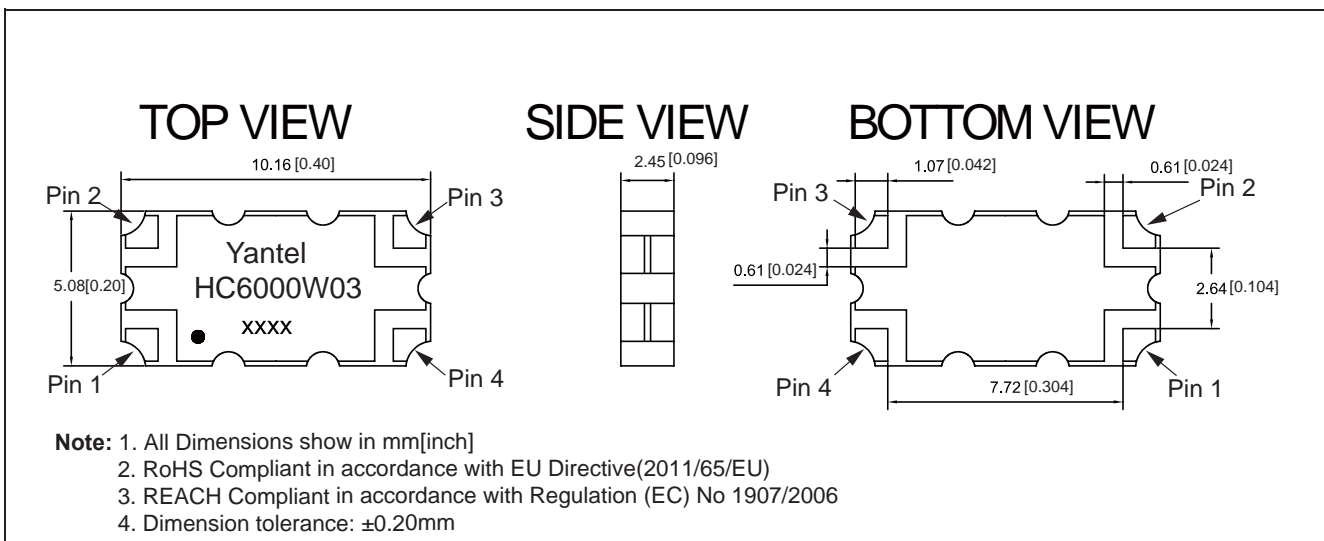 TOP VIEW
SIDE VIEW
BOTTOM VIEW
10.16 [0.40]
Pin 2
Pin 3
5.08[0.20]
Yantel
HC6000W03
xxxx
Pin 1
Pin 4
2.45 [0.096]
1.07 [0.042]
0.61 [0.024]
Pin 3
Pin 2
0.61 [0.024]
2.64 [0.104]
Pin 4
7.72 [0.304]
Pin 1
Note: 1. All Dimensions show in mm[inch]
2. RoHS Compliant in accordance with EU Directive(2011/65/EU)
3. REACH Compliant in accordance with Regulation (EC) No 1907/2006
4. Dimension tolerance: ±0.20mm